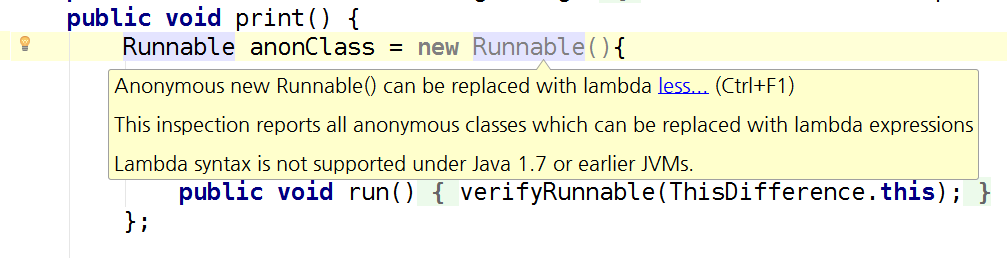 public void print() {
Runnable anonClass = new Runnable(){
Anonymous new Runnable() can be replaced with lambda less... (Ctrl+F1)
This inspection reports all anonymous classes which can be replaced with lambda expressions
Lambda syntax is not supported under Java 1.7 or earlier JVMs.
public void run() { verifyRunnable(ThisDifference.this); }
};